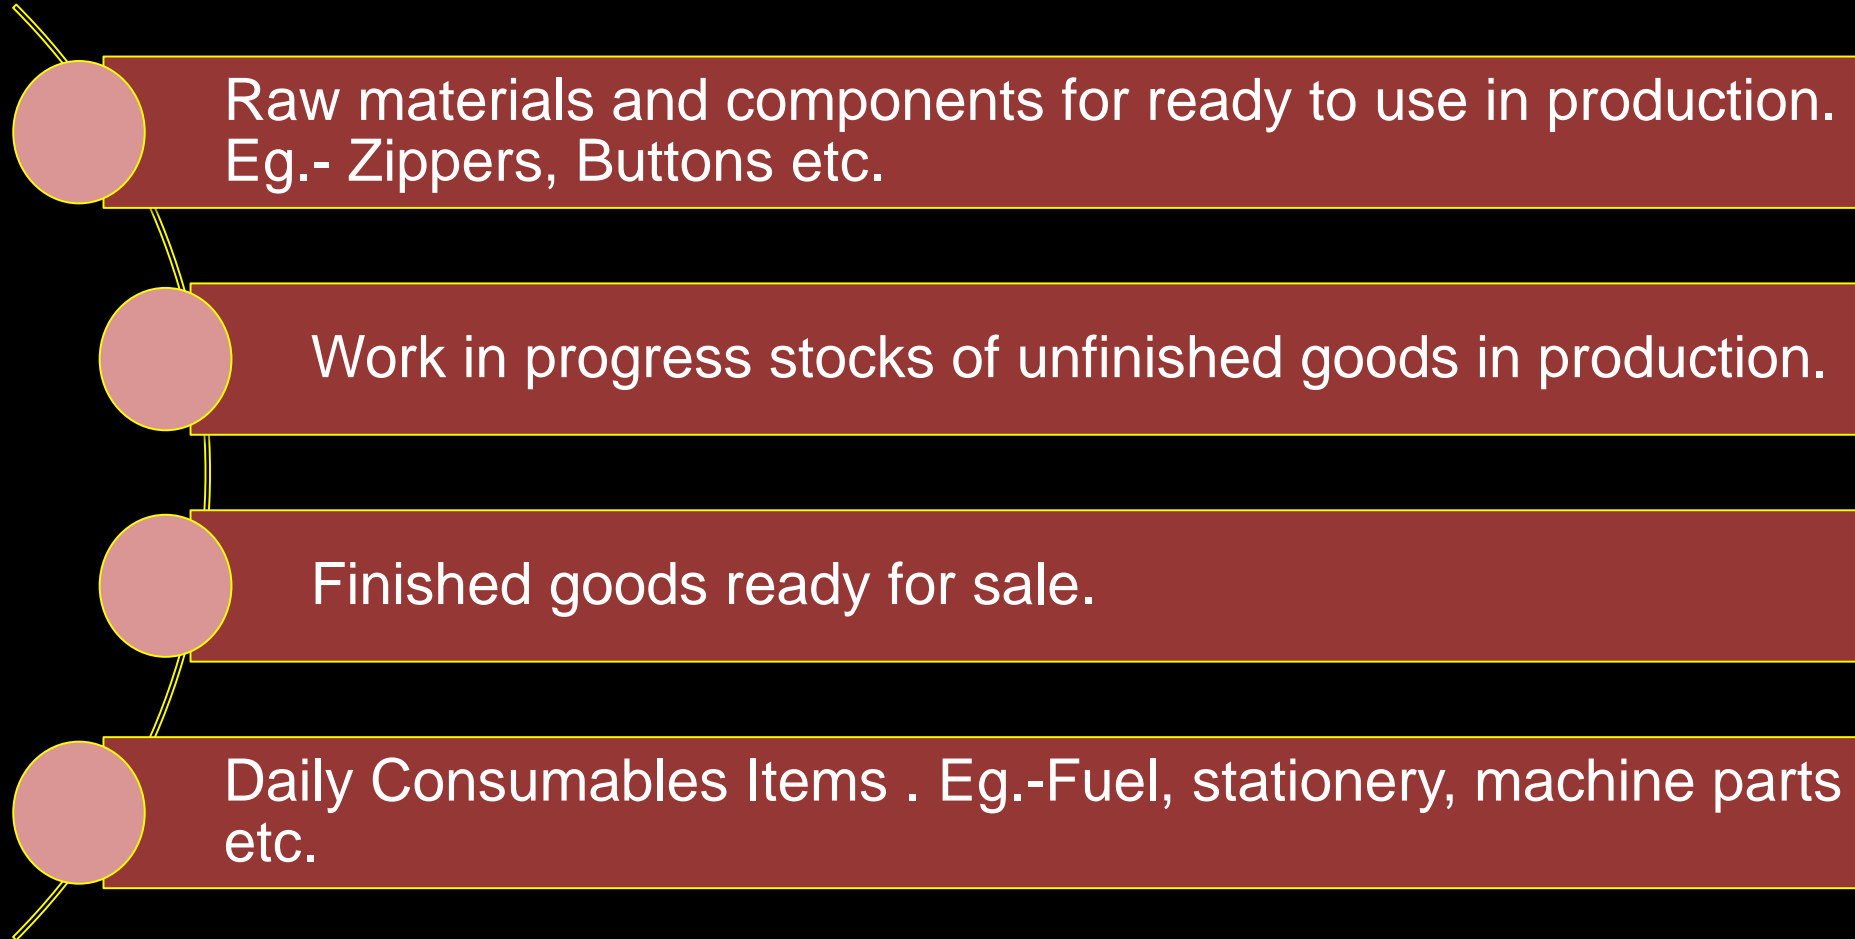 Raw materials and components for ready to use in production.
Eg.- Zippers, Buttons etc.
Work in progress stocks of unfinished goods in production.
Finished goods ready for sale.
Daily Consumables Items . Eg.-Fuel, stationery, machine parts
etc.